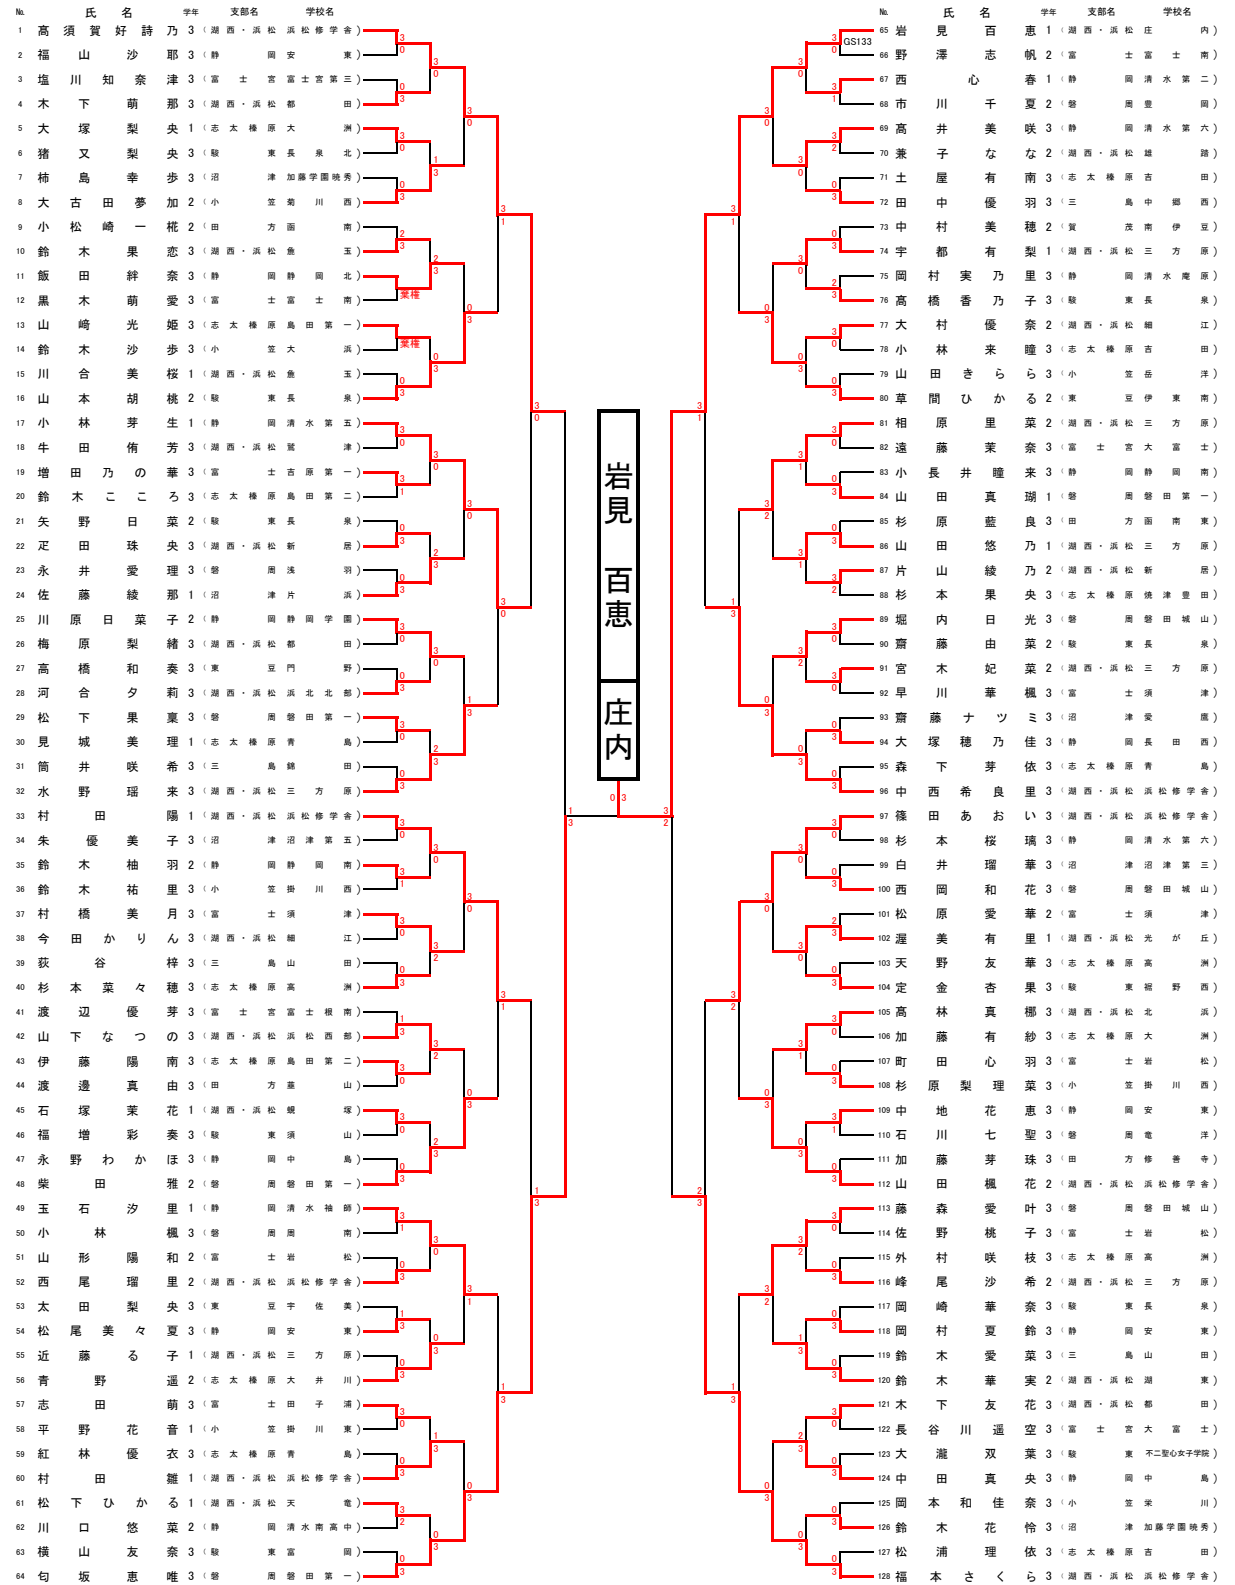 № 氏名 学年 支部名 学校名
1 髙須賀好詩乃 3 (湖西・浜松 浜松修学舎)
2 福山沙耶 3 (静岡 安東)
3 塩川知奈津 3 (富士宮 富士宮第三)
4 木下萌那 3 (湖西・浜松 都田)
5 大塚梨央 1 (志太榛原 大洲)
6 猪又梨央 3 (駿東 長泉北)
7 柿島幸歩 3 (沼津 加藤学園暁秀)
8 大古田夢加 2 (小笠 菊川西)
9 小松崎一椛 2 (田方 函南)
10 鈴木果恋 3 (湖西・浜松 魚玉)
11 飯田絆奈 3 (静岡 静岡北)
12 黒木萌愛 3 (富士 富士南)
13 山﨑光姫 3 (志太榛原 島田第一)
14 鈴木沙歩 3 (小笠 大浜)
15 川合美桜 1 (湖西・浜松 魚玉)
16 山本胡桃 2 (駿東 長泉)
17 小林芽生 1 (静岡 清水第五)
18 牛田侑芳 3 (湖西・浜松 鷲津)
19 増田乃の華 3 (富士 吉原第一)
20 鈴木こころ 3 (志太榛原 島田第二)
21 矢野日菜 2 (駿東 長泉)
22 疋田珠央 3 (湖西・浜松 新居)
23 永井愛理 3 (磐周 浅羽)
24 佐藤綾那 1 (沼津 片浜)
25 川原日菜子 2 (静岡 静岡学園)
26 梅原梨緒 3 (湖西・浜松 都田)
27 高橋和奏 3 (東豆 門野)
28 河合夕莉 3 (湖西・浜松 浜北北部)
29 松下果稟 3 (磐周 磐田第一)
30 見城美理 1 (志太榛原 青島)
31 筒井咲希 3 (三島 錦田)
32 水野瑶来 3 (湖西・浜松 三方原)
33 村田陽 1 (湖西・浜松 浜松修学舎)
34 朱優美子 3 (沼津 沼津第五)
35 鈴木柚羽 2 (静岡 静岡南)
36 鈴木祐里 3 (小笠 掛川西)
37 村橋美月 3 (富士 須津)
38 今田かりん 3 (湖西・浜松 細江)
39 荻谷梓 3 (三島 山田)
40 杉本菜々穂 3 (志太榛原 高洲)
41 渡辺優芽 3 (富士宮 富士根南)
42 山下なつの 3 (湖西・浜松 浜松西部)
43 伊藤陽南 3 (志太榛原 島田第二)
44 渡邊真由 3 (田方 韮山)
45 石塚茉花 1 (湖西・浜松 蜆塚)
46 福増彩奏 3 (駿東 須山)
47 永野わかほ 3 (静岡 中島)
48 柴田雅 2 (磐周 磐田第一)
49 玉石汐里 1 (静岡 清水袖師)
50 小林楓 3 (磐周 周南)
51 山形陽和 2 (富士 岩松)
52 西尾瑠里 2 (湖西・浜松 浜松修学舎)
53 太田梨央 3 (東豆 宇佐美)
54 松尾美々夏 3 (静岡 安東)
55 近藤る子 1 (湖西・浜松 三方原)
56 青野遥 2 (志太榛原 大井川)
57 志田萌 3 (富士 田子浦)
58 平野花音 1 (小笠 掛川東)
59 紅林優衣 3 (志太榛原 青島)
60 村田雛 1 (湖西・浜松 浜松修学舎)
61 松下ひかる 1 (湖西・浜松 天竜)
62 川口悠菜 2 (静岡 清水南高中)
63 横山友奈 3 (駿東 富岡)
64 匂坂恵唯 3 (磐周 磐田第一)
棄権
棄権
岩見 百恵
庄内
0 3
GS133
№ 氏名 学年 支部名 学校名
65 岩見百恵 1 (湖西・浜松 庄内)
66 野澤志帆 2 (富士 富士南)
67 西心春 1 (静岡 清水第二)
68 市川千夏 2 (磐周 豊岡)
69 髙井美咲 3 (静岡 清水第六)
70 兼子なな 2 (湖西・浜松 雄踏)
71 土屋有南 3 (志太榛原 吉田)
72 田中優羽 3 (三島 中郷西)
73 中村美穂 2 (賀茂 南伊豆)
74 宇都有梨 1 (湖西・浜松 三方原)
75 岡村実乃里 3 (静岡 清水庵原)
76 髙橋香乃子 3 (駿東 長泉)
77 大村優奈 2 (湖西・浜松 細江)
78 小林来瞳 3 (志太榛原 吉田)
79 山田きらら 3 (小笠 岳洋)
80 草間ひかる 2 (東豆 伊東南)
81 相原里菜 2 (湖西・浜松 三方原)
82 遠藤茉奈 3 (富士宮 大富士)
83 小長井瞳来 3 (静岡 静岡南)
84 山田真瑚 1 (磐周 磐田第一)
85 杉原藍良 3 (田方 函南東)
86 山田悠乃 1 (湖西・浜松 三方原)
87 片山綾乃 2 (湖西・浜松 新居)
88 杉本果央 3 (志太榛原 焼津豊田)
89 堀内日光 3 (磐周 磐田城山)
90 齋藤由菜 2 (駿東 長泉)
91 宮木妃菜 2 (湖西・浜松 三方原)
92 早川華楓 3 (富士 須津)
93 齋藤ナツミ 3 (沼津 愛鷹)
94 大塚穂乃佳 3 (静岡 長田西)
95 森下芽依 3 (志太榛原 青島)
96 中西希良里 3 (湖西・浜松 浜松修学舎)
97 篠田あおい 3 (湖西・浜松 浜松修学舎)
98 杉本桜璃 3 (静岡 清水第六)
99 白井瑠華 3 (沼津 沼津第三)
100 西岡和花 3 (磐周 磐田城山)
101 松原愛華 2 (富士 須津)
102 渥美有里 1 (湖西・浜松 光が丘)
103 天野友華 3 (志太榛原 高洲)
104 定金杏果 3 (駿東 裾野西)
105 髙林真梛 3 (湖西・浜松 北浜)
106 加藤有紗 3 (志太榛原 大洲)
107 町田心羽 3 (富士 岩松)
108 杉原梨理菜 3 (小笠 掛川西)
109 中地花恵 3 (静岡 安東)
110 石川七聖 3 (磐周 竜洋)
111 加藤芽珠 3 (田方 修善寺)
112 山田楓花 2 (湖西・浜松 浜松修学舎)
113 藤森愛叶 3 (磐周 磐田城山)
114 佐野桃子 3 (富士 岩松)
115 外村咲枝 3 (志太榛原 高洲)
116 峰尾沙希 2 (湖西・浜松 三方原)
117 岡崎華奈 3 (駿東 長泉)
118 岡村夏鈴 3 (静岡 安東)
119 鈴木愛菜 3 (三島 山田)
120 鈴木華実 2 (湖西・浜松 湖東)
121 木下友花 3 (湖西・浜松 都田)
122 長谷川遥空 3 (富士宮 大富士)
123 大瀧双葉 3 (駿東 不二聖心女子学院)
124 中田真央 3 (静岡 中島)
125 岡本和佳奈 3 (小笠 栄川)
126 鈴木花怜 3 (沼津 加藤学園暁秀)
127 松浦理依 3 (志太榛原 吉田)
128 福本さくら 3 (湖西・浜松 浜松修学舎)